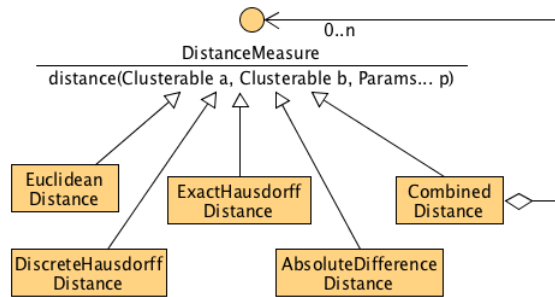 0..n
DistanceMeasure
distance(Clusterable a, Clusterable b, Params... p)
Euclidean
Distance
ExactHausdorff
Distance
Combined
Distance
DiscreteHausdorff
Distance
AbsoluteDifference
Distance